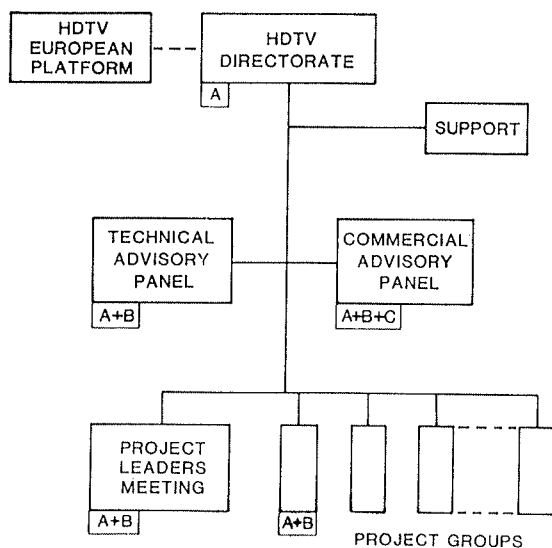 HDTV
EUROPEAN
PLATFORM
HDTV
DIRECTORATE
A
SUPPORT
TECHNICAL
ADVISORY
PANEL
A+B
COMMERCIAL
ADVISORY
PANEL
A+B+C
PROJECT
LEADERS
MEETING
A+B
A+B
PROJECT GROUPS